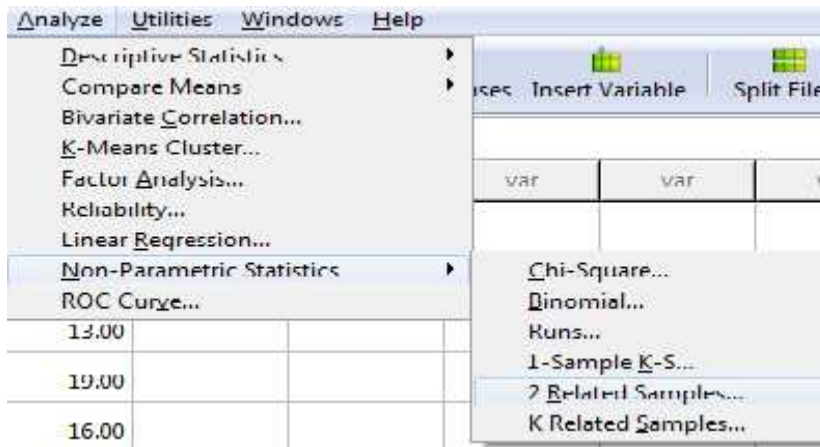 Analyze Utilities Windows Help
Descriptive Statistics
Compare Means
Bivariate Correlation...
K-Means Cluster...
Factor Analysis...
Reliability...
Linear Regression...
Non-Parametric Statistics
ROC Curve...
Insert Variable Split File
var var
Chi-Square...
Binomial...
Runs...
1-Sample K-S...
2 Related Samples...
K Related Samples...
13.00
19.00
16.00